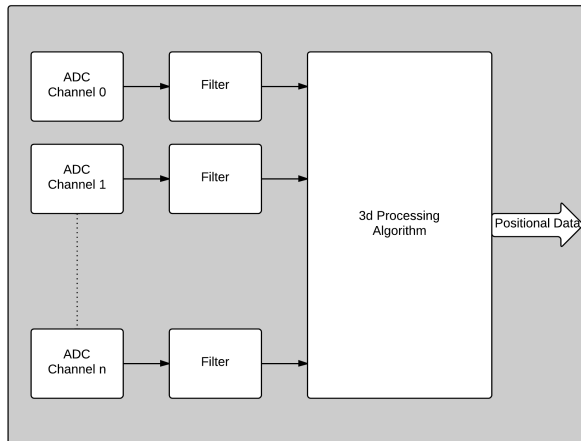 ADC
Channel 0
Filter
ADC
Channel 1
Filter
3d Processing
Algorithm
Positional Data
ADC
Channel n
Filter